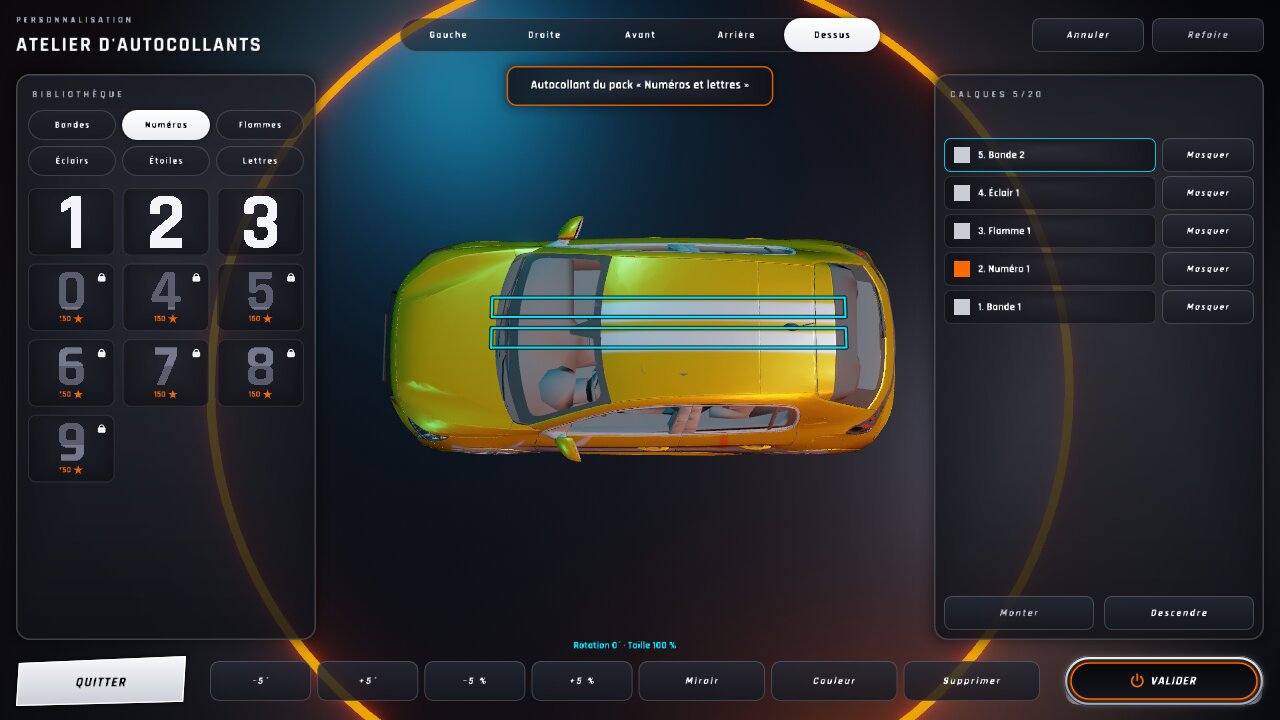 PERSONNALISATION
ATELIER D'AUTOCOLLANTS
Gauche
Droite
Avant
Arrière
Dessus
Annuler
Refaire
Autocollant du pack « Numéros et lettres »
BIBLIOTHÈQUE
Bandes
Numéros
Flammes
Éclairs
Étoiles
Lettres
1
2
3
0
150 ★
4
150 ★
5
150 ★
6
150 ★
7
150 ★
8
150 ★
9
150 ★
CALQUES 5/20
5. Bande 2
Masquer
4. Éclair 1
Masquer
3. Flamme 1
Masquer
2. Numéro 1
Masquer
1. Bande 1
Masquer
Monter
Descendre
Rotation 0° · Taille 100 %
QUITTER
-5°
+5°
-5 %
+5 %
Miroir
Couleur
Supprimer
VALIDER